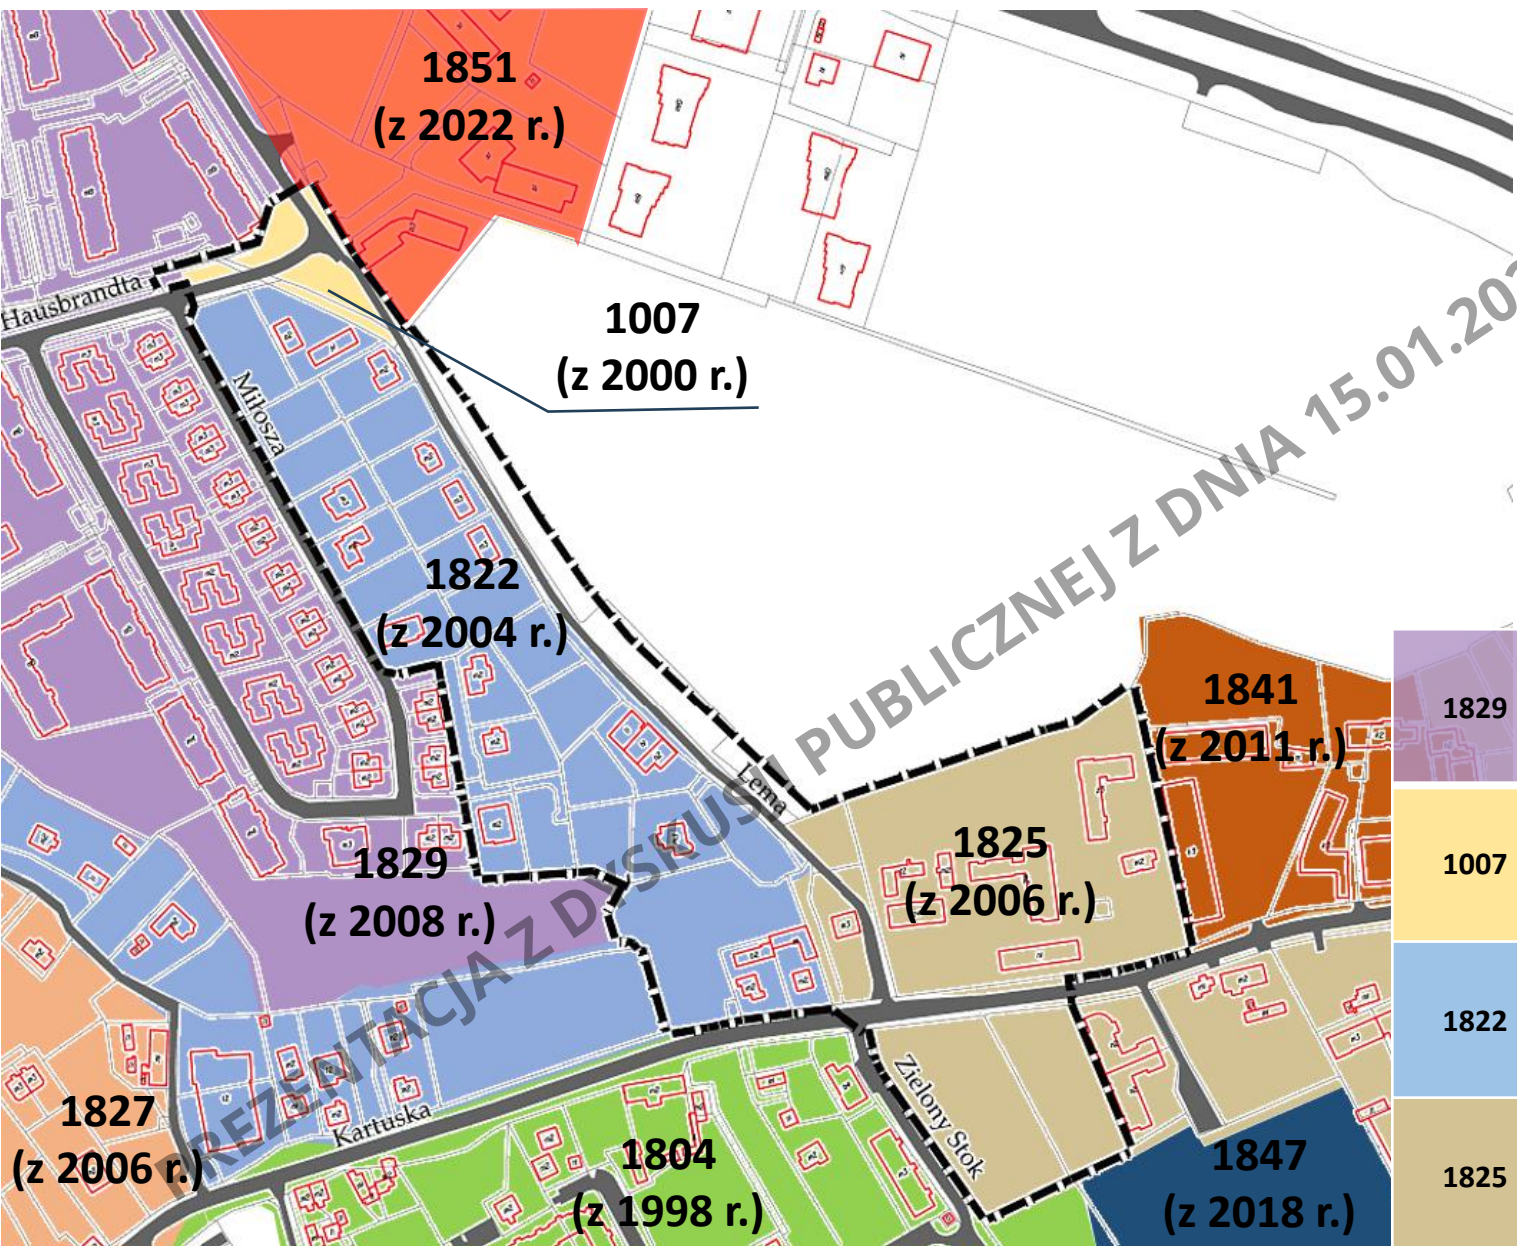 1851
(z 2022 r.)
Hausbrandta
1007
(z 2000 r.)
Miłosza
1822
(z 2004 r.)
1841
(z 2011 r.)
1829
Lema
1825
(z 2006 r.)
1829
(z 2008 r.)
1007
1822
Zielony Stok
Kartuska
1827
(z 2006 r.)
1804
(z 1998 r.)
1847
(z 2018 r.)
1825
PREZENTACJA Z DYSKUSJI PUBLICZNEJ Z DNIA 15.01.20